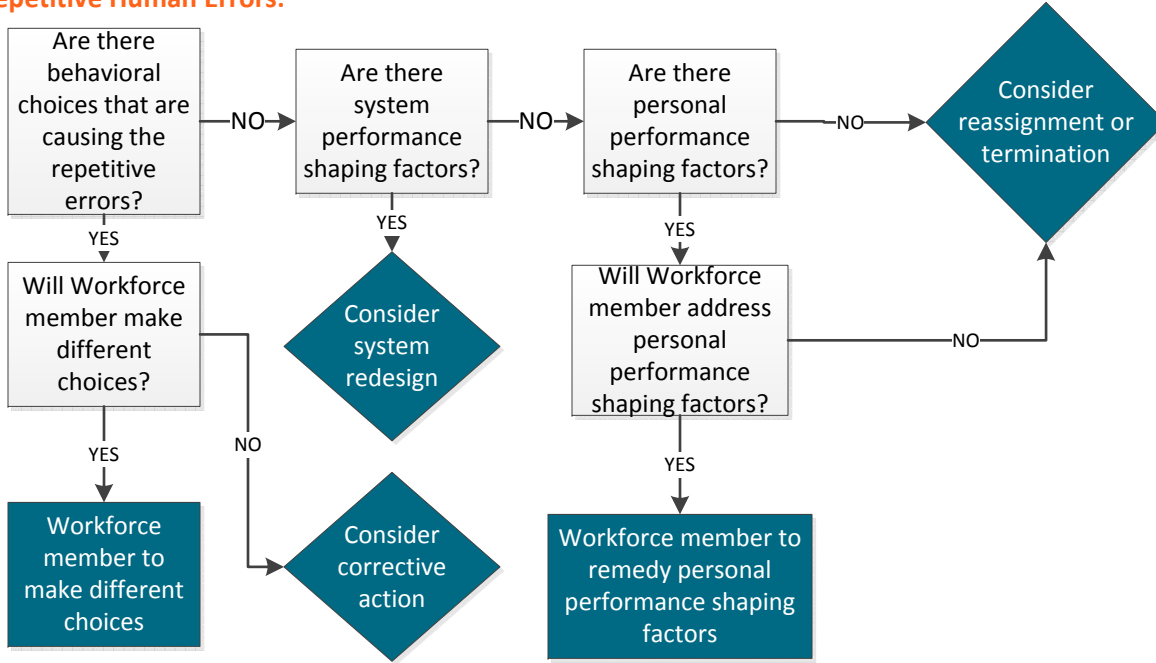 epetitive Human Errors:
Are there
behavioral
choices that are
causing the
repetitive
errors?
NO
Are there
system
performance
shaping factors?
NO
Are there
personal
performance
shaping factors?
NO
Consider
reassignment or
termination
YES
YES
YES
Will Workforce
member make
different
choices?
Consider
system
redesign
Will Workforce
member address
personal
performance
shaping factors?
NO
NO
YES
YES
Workforce
member to
make different
choices
Consider
corrective
action
Workforce member to
remedy personal
performance shaping
factors